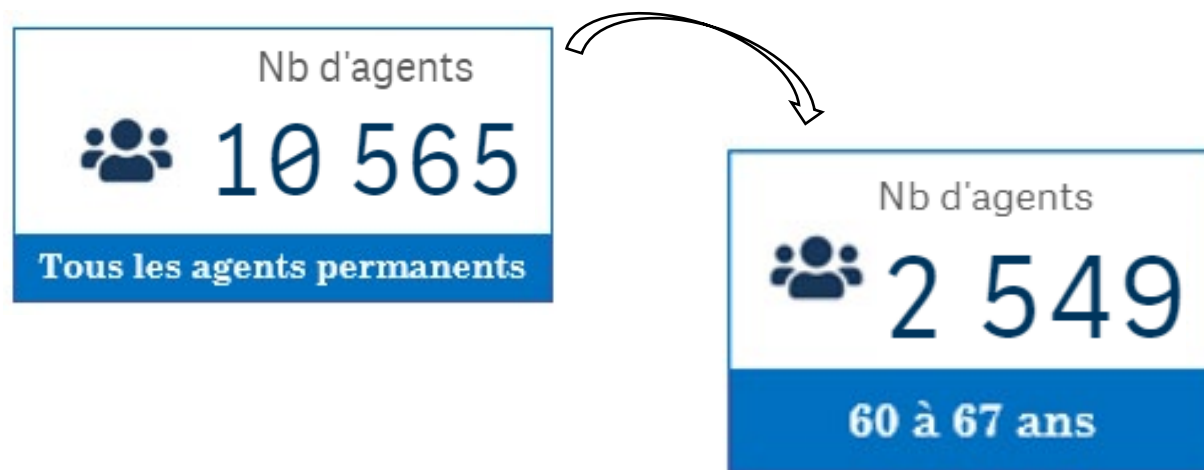 Nb d'agents
10 565
Tous les agents permanents
Nb d'agents
2 549
60 à 67 ans